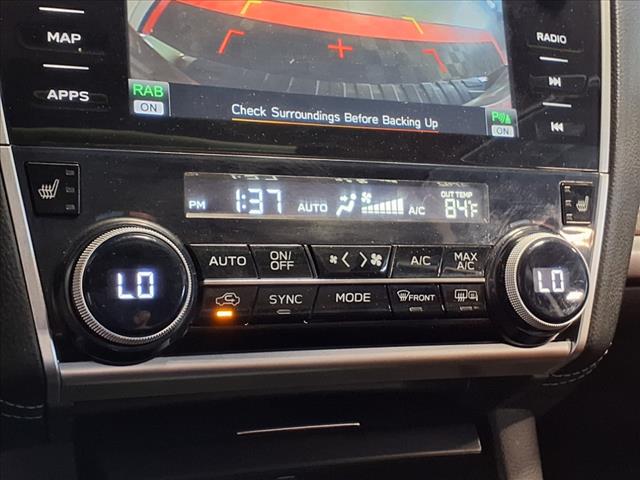 MAP
RADIO
APPS
RAB
ON
Check Surroundings Before Backing Up
P
ON
PM 1:37 AUTO A/C OUT TEMP 84°F
LO
AUTO
ON/OFF
A/C
MAX A/C
LO
SYNC
MODE
FRONT